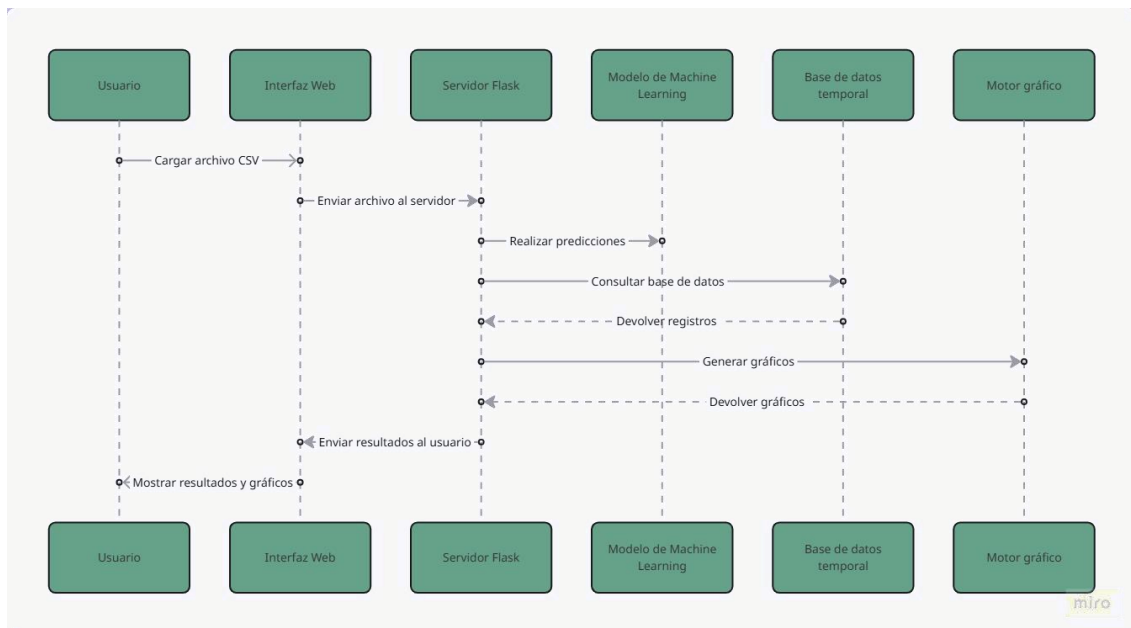 Usuario
Interfaz Web
Servidor Flask
Modelo de Machine
Learning
Base de datos
temporal
Motor gráfico
Cargar archivo CSV
Enviar archivo al servidor
Realizar predicciones
Consultar base de datos
Devolver registros
Generar gráficos
Devolver gráficos
Enviar resultados al usuario
Mostrar resultados y gráficos
Usuario
Interfaz Web
Servidor Flask
Modelo de Machine
Learning
Base de datos
temporal
Motor gráfico
miro